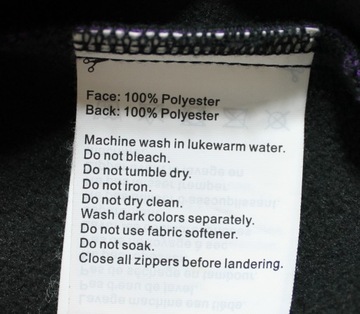 Face: 100% Polyester
Back: 100% Polyester
Machine wash in lukewarm water.
Do not bleach.
Do not tumble dry.
Do not iron.
Do not dry clean.
Wash dark colors separately.
Do not use fabric softener.
Do not soak.
Close all zippers before landering.